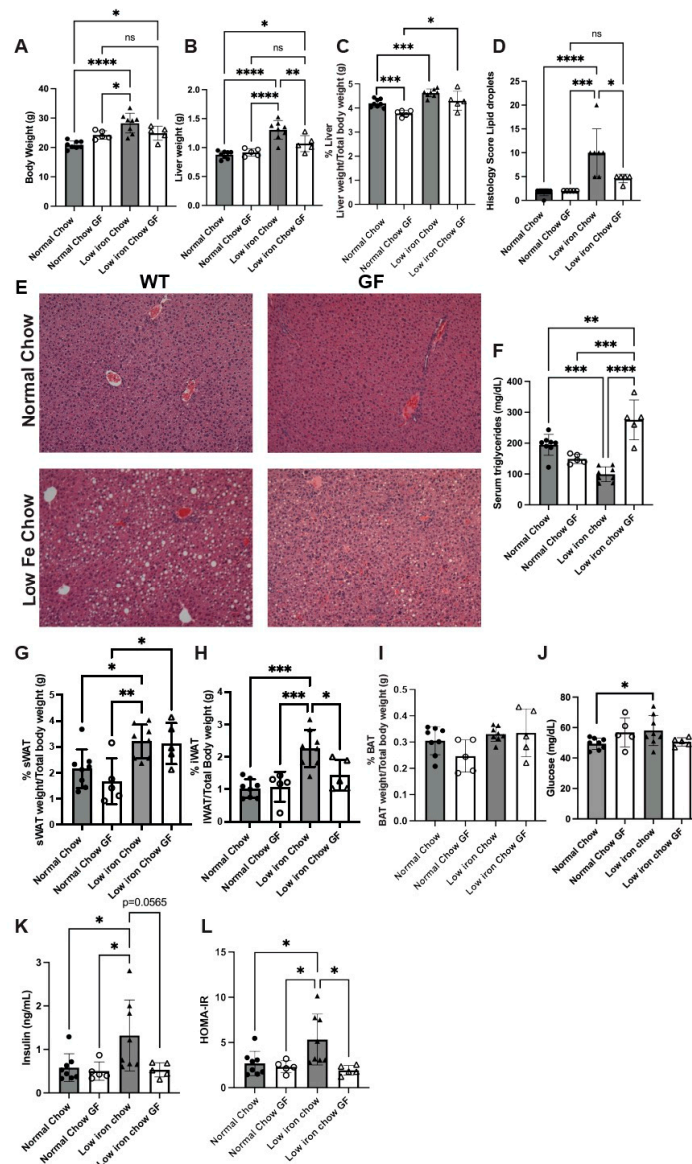 A
*
ns
****
*
Body Weight (g)
40
30
20
10
0
Normal Chow
Normal Chow GF
Low iron Chow
Low iron Chow GF
B
*
ns
****
**
****
Liver weight (g)
2.0
1.5
1.0
0.5
0.0
Normal Chow
Normal Chow GF
Low iron Chow
Low iron chow GF
C
*
***
***
% Liver
Liver weight/Total body weight (g)
6
5
4
3
2
1
0
Normal Chow
Normal Chow GF
Low iron Chow
Low iron chow GF
D
ns
****
***
*
Histology Score Lipid droplets
25
20
15
10
5
0
Normal Chow
Normal Chow GF
Low iron Chow
Low iron Chow GF
E
WT
GF
Normal Chow
Low Fe Chow
F
**
***
***
****
Serum triglycerides (mg/dL)
400
300
200
100
0
Normal Chow
Normal Chow GF
Low iron chow
Low iron chow GF
G
*
*
**
% sWAT
sWAT weight/Total body weight (g)
5
4
3
2
1
0
Normal Chow
Normal Chow GF
Low iron chow
Low iron chow GF
H
***
***
*
% iWAT
IWAT/Total Body weight (g)
4
3
2
1
0
Normal Chow
Normal Chow GF
Low iron chow
Low iron chow GF
I
% BAT
BAT weight/Total body weight (g)
0.5
0.4
0.3
0.2
0.1
0.0
Normal Chow
Normal Chow GF
Low iron chow
Low iron chow GF
J
*
Glucose (mg/dL)
80
60
40
20
0
Normal Chow
Normal Chow GF
Low iron chow
Low iron chow GF
K
p=0.0565
*
*
Insulin (ng/mL)
3
2
1
0
Normal Chow
Normal Chow GF
Low iron chow
Low iron chow GF
L
*
*
*
HOMA-IR
15
10
5
0
Normal Chow
Normal Chow GF
Low iron chow
Low iron chow GF